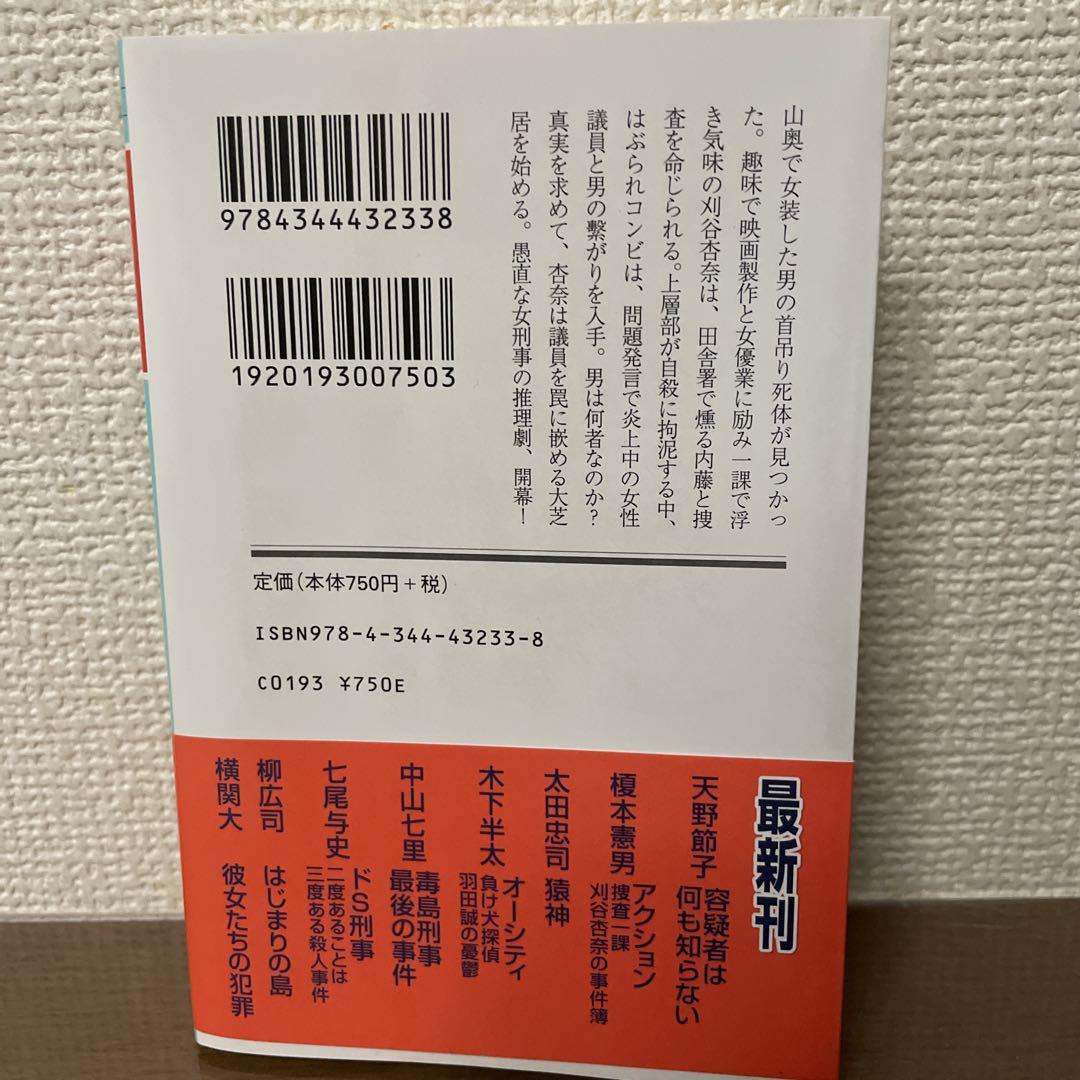 山奥で女装した男の首吊り死体が見つかっ
た。趣味で映画製作と女優業に励み一課で浮
き気味の刈谷杏奈は、田舎署で燻る内藤と捜
査を命じられる。上層部が自殺に拘泥する中、
はぶられコンビは、問題発言で炎上中の女性
議員と男の繋がりを入手。男は何者なのか?
真実を求めて、杏奈は議員を罠に嵌める大芝
居を始める。愚直な女刑事の推理劇、開幕!
9784344432338
1920193007503
定価(本体750円+税)
ISBN978-4-344-43233-8
C0193 ¥750E
最新刊
天野節子 容疑者は
何も知らない
榎本憲男 アクション
捜査一課
刈谷杏奈の事件簿
太田忠司 猿神
木下半太 オーシティ
負け犬探偵
羽田誠の憂鬱
中山七里 毒島刑事
最後の事件
七尾与史 ドS刑事
二度あることは
三度ある殺人事件
柳広司 はじまりの島
横関大 彼女たちの犯罪